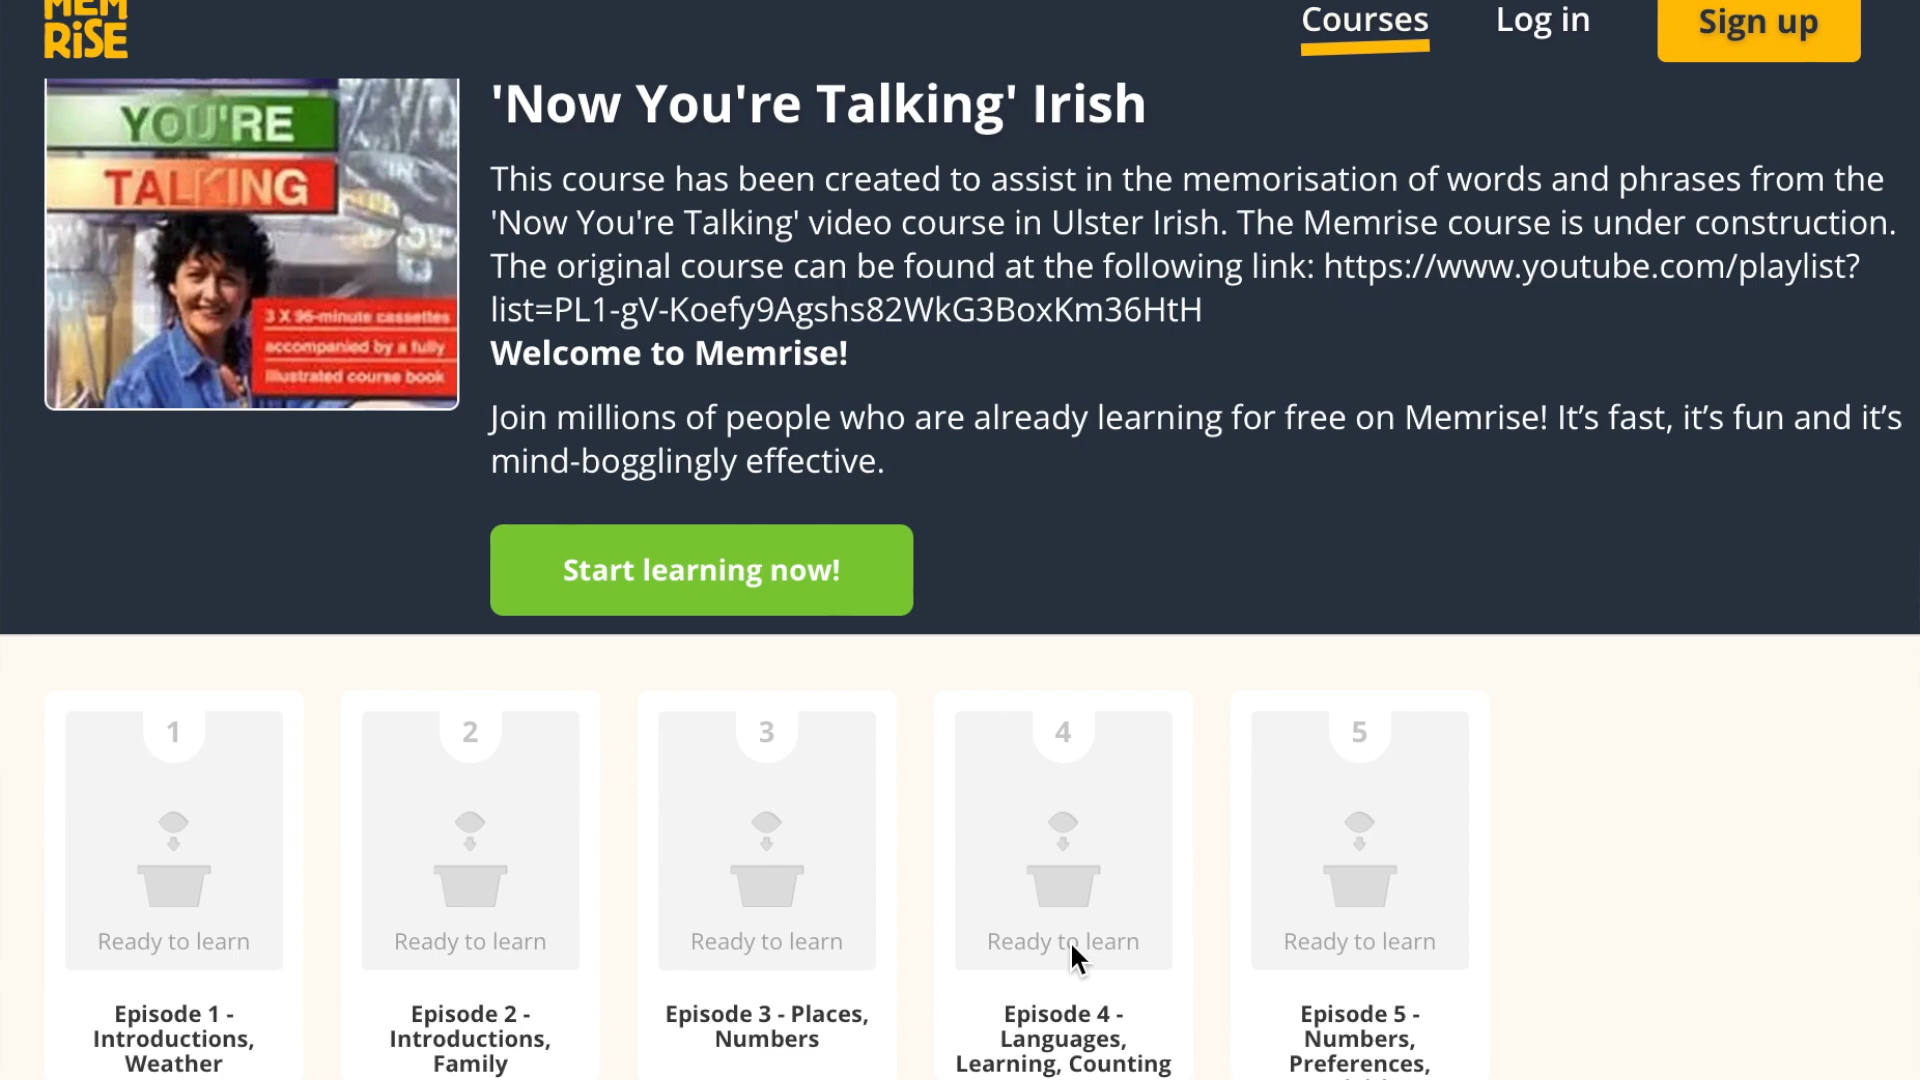 MEM
RiSE
Courses
Log in
Sign up
YOU'RE
TALKING
3 X 95-minute cassettes
accompanied by a fully
illustrated course book
'Now You're Talking' Irish
This course has been created to assist in the memorisation of words and phrases from the
'Now You're Talking' video course in Ulster Irish. The Memrise course is under construction.
The original course can be found at the following link: https://www.youtube.com/playlist?
list=PL1-gV-Koefy9Agshs82WkG3BoxKm36HtH
Welcome to Memrise!
Join millions of people who are already learning for free on Memrise! It’s fast, it’s fun and it’s
mind-bogglingly effective.
Start learning now!
1
2
3
4
5
Ready to learn
Ready to learn
Ready to learn
Ready to learn
Ready to learn
Episode 1 -
Introductions,
Weather
Episode 2 -
Introductions,
Family
Episode 3 - Places,
Numbers
Episode 4 -
Languages,
Learning, Counting
Episode 5 -
Numbers,
Preferences,